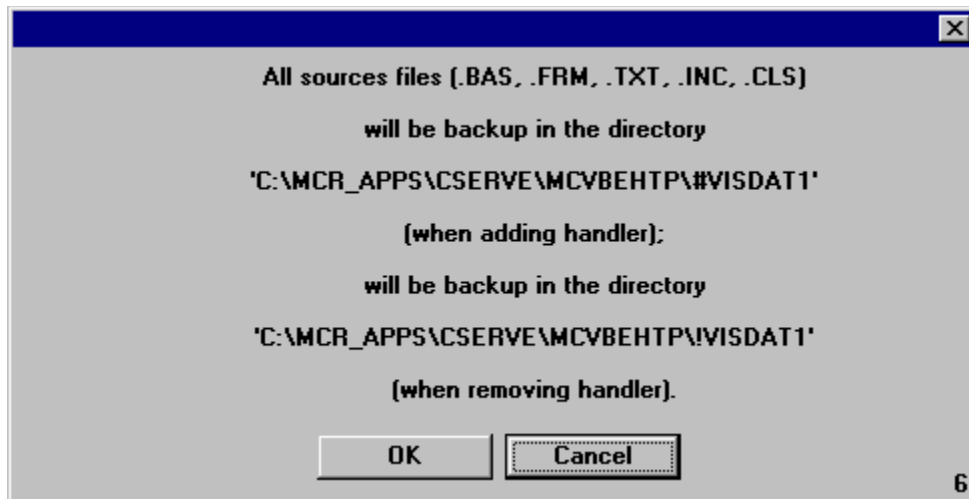 All sources files (.BAS, .FRM, .TXT, .INC, .CLS)
will be backup in the directory
'C:\MCR_APPS\CSERVE\MCVBEHTP\#VISDAT1'
(when adding handler);
will be backup in the directory
'C:\MCR_APPS\CSERVE\MCVBEHTP\!VISDAT1'
(when removing handler).
OK Cancel
6